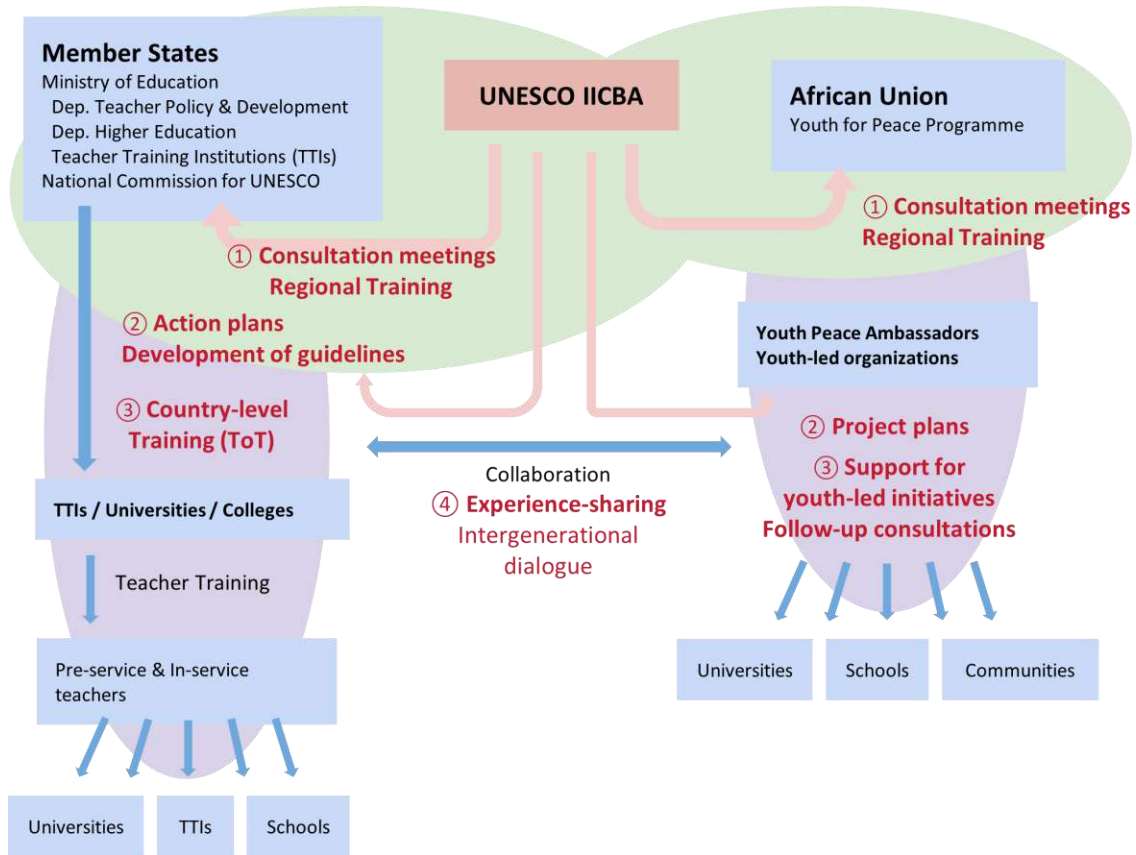 Member States
Ministry of Education
Dep. Teacher Policy & Development
Dep. Higher Education
Teacher Training Institutions (TTIs)
National Commission for UNESCO
UNESCO IICBA
African Union
Youth for Peace Programme
① Consultation meetings
Regional Training
① Consultation meetings
Regional Training
② Action plans
Development of guidelines
③ Country-level
Training (ToT)
TTIs / Universities / Colleges
Teacher Training
Pre-service & In-service
teachers
Universities
TTIs
Schools
Collaboration
④ Experience-sharing
Intergenerational
dialogue
Youth Peace Ambassadors
Youth-led organizations
② Project plans
③ Support for
youth-led initiatives
Follow-up consultations
Universities
Schools
Communities